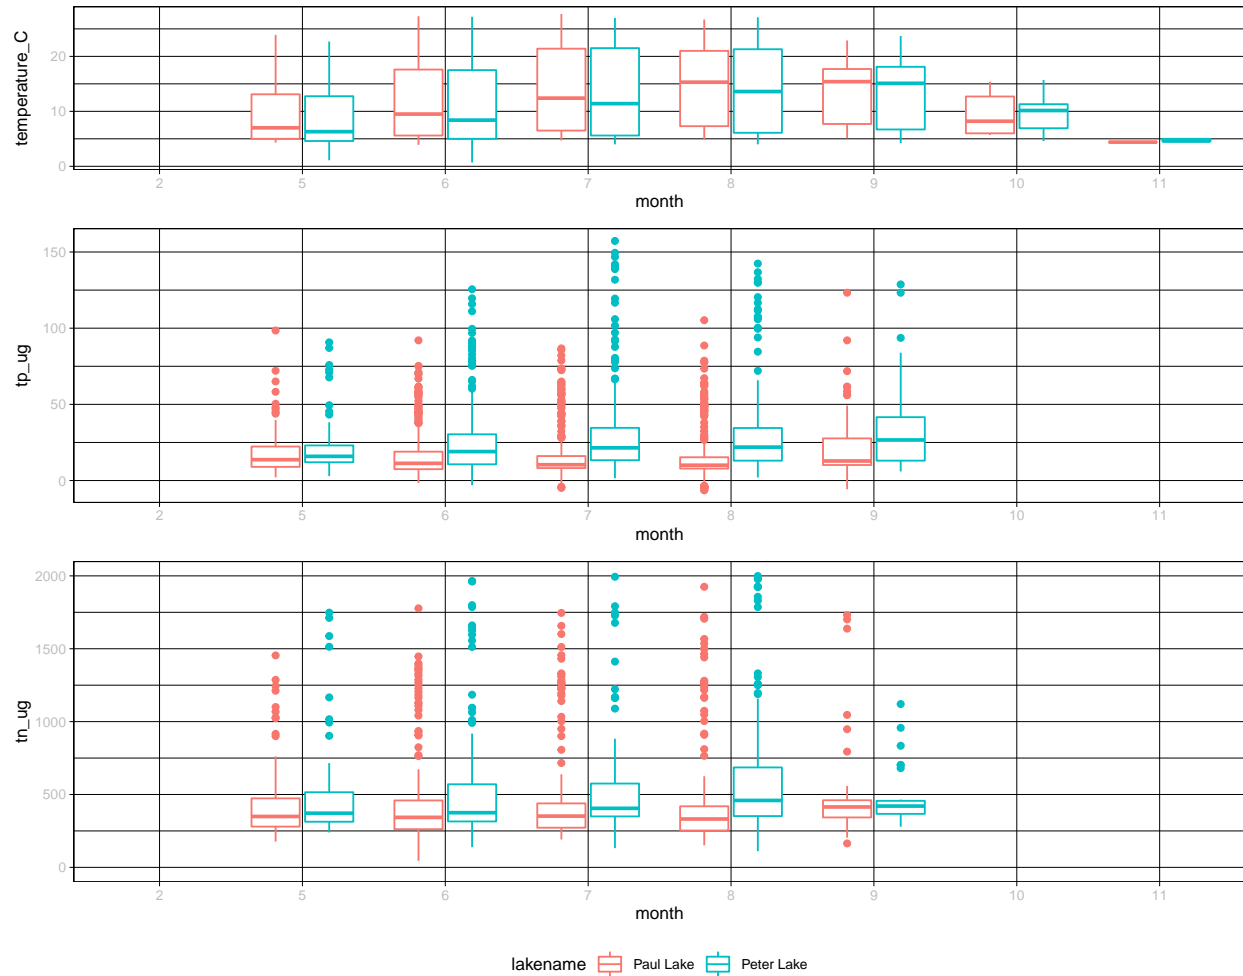 temperature_C
20
10
0
2 5 6 7 8 9 10 11
month
tp_ug
150
100
50
0
2 5 6 7 8 9 10 11
month
tn_ug
2000
1500
1000
500
0
2 5 6 7 8 9 10 11
month
lakename Paul Lake Peter Lake